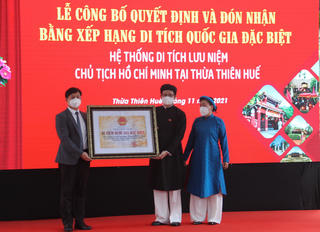 LỄ CÔNG BỐ QUYẾT ĐỊNH VÀ ĐÓN NHẬN
BẰNG XẾP HẠNG DI TÍCH QUỐC GIA ĐẶC BIỆT
HỆ THỐNG DI TÍCH LƯU NIỆM
CHỦ TỊCH HỒ CHÍ MINH TẠI THỪA THIÊN HUẾ
Thừa Thiên Huế, 11 - 2021